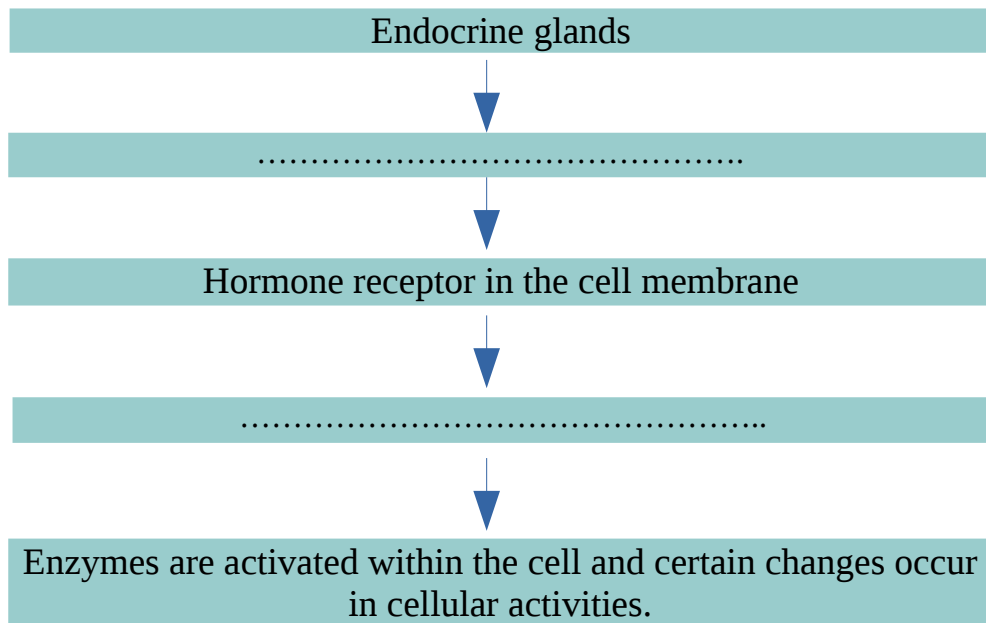 Endocrine glands
……………………………………….
Hormone receptor in the cell membrane
…………………………………………..
Enzymes are activated within the cell and certain changes occur
in cellular activities.